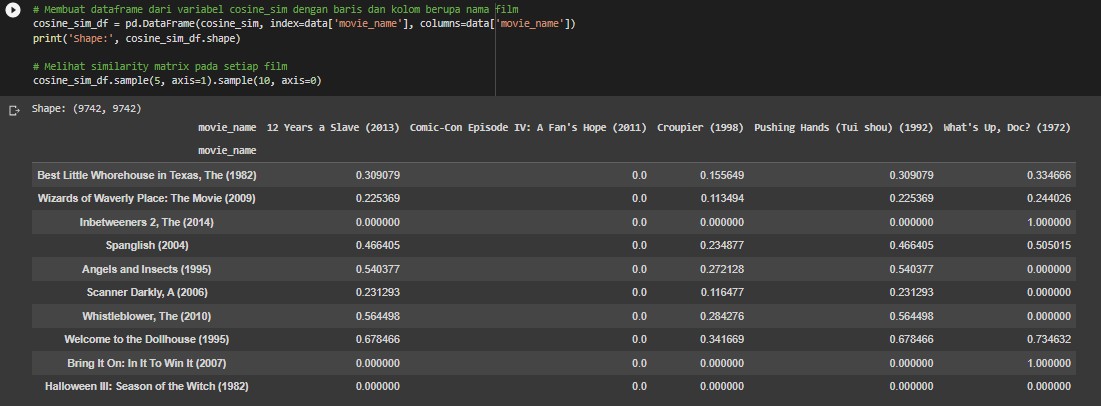 # Membuat dataframe dari variabel cosine_sim dengan baris dan kolom berupa nama film
cosine_sim_df = pd.DataFrame(cosine_sim, index=data['movie_name'], columns=data['movie_name'])
print('Shape:', cosine_sim_df.shape)
# Melihat similarity matrix pada setiap film
cosine_sim_df.sample(5, axis=1).sample(10, axis=0)
Shape: (9742, 9742)
movie_name 12 Years a Slave (2013) Comic-Con Episode IV: A Fan's Hope (2011) Croupier (1998) Pushing Hands (Tui shou) (1992) What's Up, Doc? (1972)
movie_name
Best Little Whorehouse in Texas, The (1982) 0.309079 0.0 0.155649 0.309079 0.334666
Wizards of Waverly Place: The Movie (2009) 0.225369 0.0 0.113494 0.225369 0.244026
Inbetweeners 2, The (2014) 0.000000 0.0 0.000000 0.000000 1.000000
Spanglish (2004) 0.466405 0.0 0.234877 0.466405 0.505015
Angels and Insects (1995) 0.540377 0.0 0.272128 0.540377 0.000000
Scanner Darkly, A (2006) 0.231293 0.0 0.116477 0.231293 0.000000
Whistleblower, The (2010) 0.564498 0.0 0.284276 0.564498 0.000000
Welcome to the Dollhouse (1995) 0.678466 0.0 0.341669 0.678466 0.734632
Bring It On: In It To Win It (2007) 0.000000 0.0 0.000000 0.000000 1.000000
Halloween III: Season of the Witch (1982) 0.000000 0.0 0.000000 0.000000 0.000000